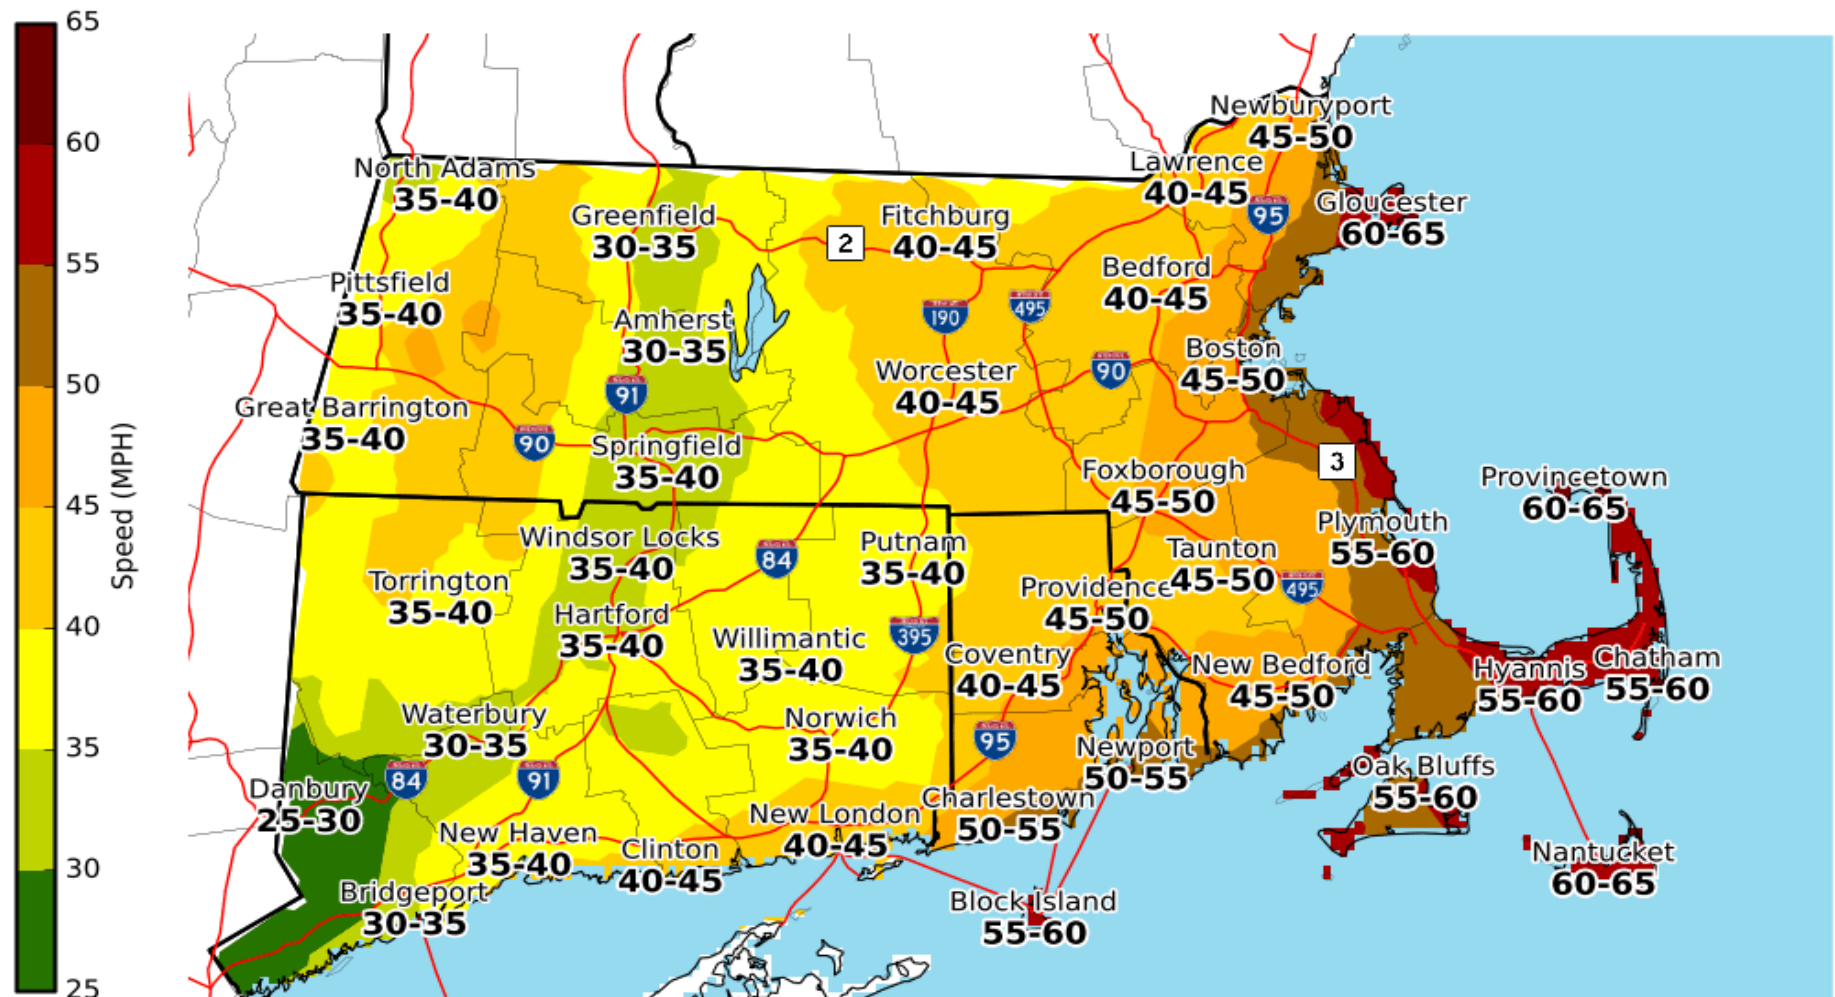 65
60
55
50
45
40
35
30
25
Speed (MPH)
Newburyport
45-50
Lawrence
40-45
North Adams
35-40
95
Gloucester
60-65
Greenfield
30-35
2
Fitchburg
40-45
Bedford
40-45
Pittsfield
35-40
190
495
Amherst
30-35
Boston
45-50
Worcester
40-45
90
91
Great Barrington
35-40
90
Springfield
35-40
3
Foxborough
45-50
Provincetown
60-65
Plymouth
55-60
Windsor Locks
35-40
84
Putnam
35-40
Taunton
45-50
Torrington
35-40
Providence
45-50
495
Hartford
35-40
Willimantic
35-40
395
Coventry
40-45
New Bedford
45-50
Hyannis
55-60
Chatham
55-60
Waterbury
30-35
Norwich
35-40
95
Newport
50-55
Oak Bluffs
55-60
Danbury
25-30
84
91
Charlestown
50-55
New London
40-45
New Haven
35-40
Clinton
40-45
Nantucket
60-65
Bridgeport
30-35
Block Island
55-60